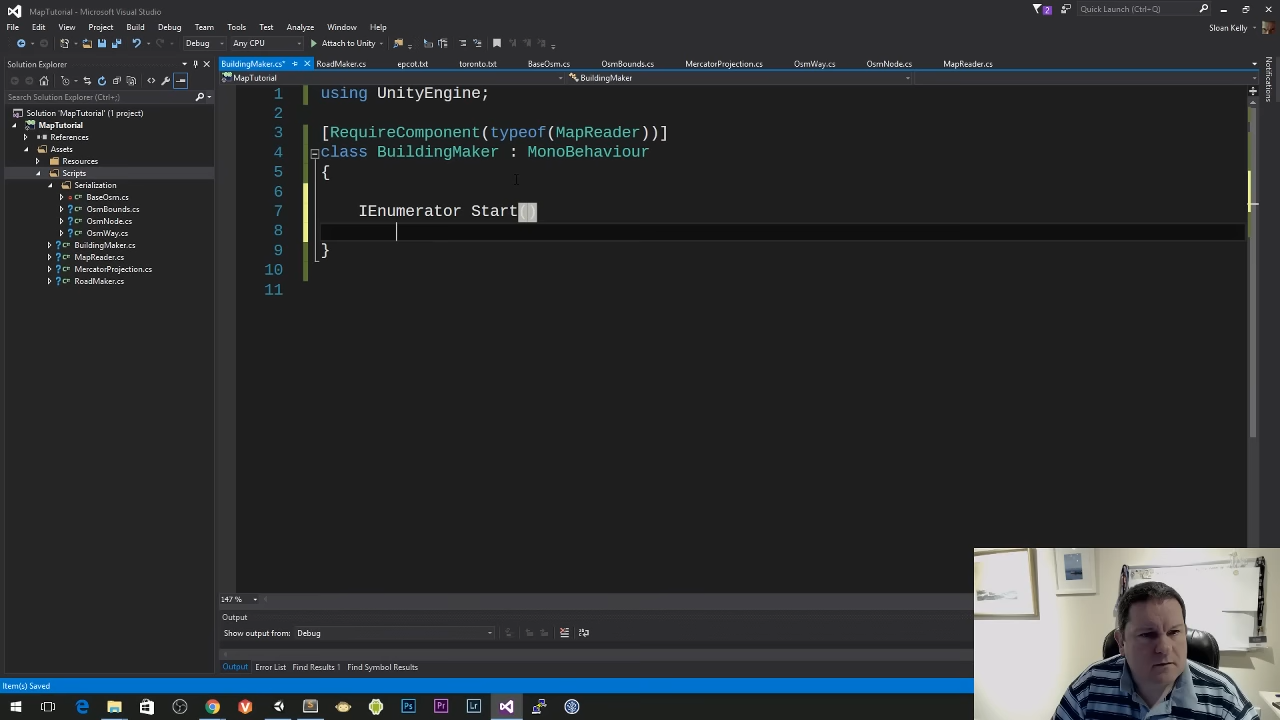 MapTutorial - Microsoft Visual Studio
2
Quick Launch (Ctrl+Q)
File Edit View Project Build Debug Team Tools Test Analyze Window Help
Sloan Kelly
Debug Any CPU Attach to Unity
Solution Explorer
BuildingMaker.cs* RoadMaker.cs epcot.txt toronto.txt BaseOsm.cs OsmBounds.cs MercatorProjection.cs OsmWay.cs OsmNode.cs MapReader.cs
MapTutorial BuildingMaker
Search Solution Explorer (Ctrl+;)
Solution 'MapTutorial' (1 project)
MapTutorial
References
Assets
Resources
Scripts
Serialization
BaseOsm.cs
OsmBounds.cs
OsmNode.cs
OsmWay.cs
BuildingMaker.cs
MapReader.cs
MercatorProjection.cs
RoadMaker.cs
1 using UnityEngine;
2
3 [RequireComponent(typeof(MapReader))]
4 class BuildingMaker : MonoBehaviour
5 {
6
7 IEnumerator Start()
8
9 }
10
11
Notifications
147 %
Output
Show output from: Debug
Output Error List Find Results 1 Find Symbol Results
Item(s) Saved
Ps Pr Lr